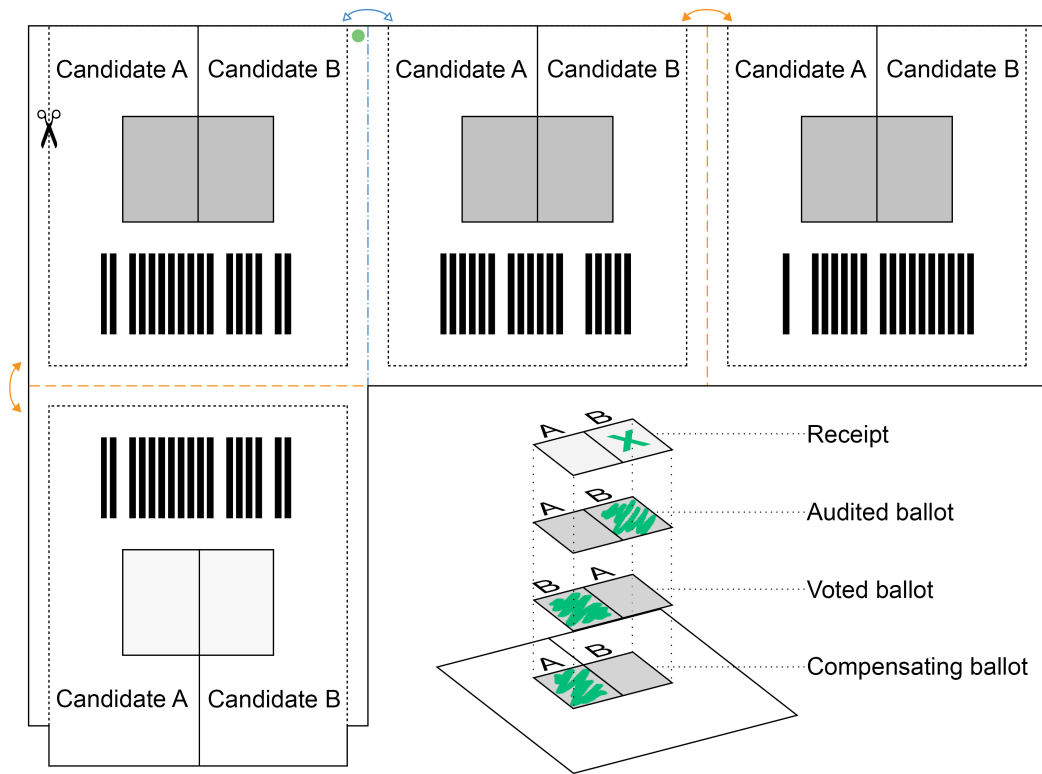 Candidate A Candidate B
Candidate A Candidate B
Candidate A Candidate B
B
A
Receipt
B
A
Audited ballot
A
B
Voted ballot
B
A
Compensating ballot
Candidate A Candidate B